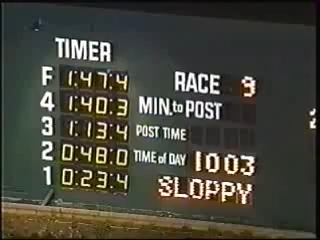 TIMER
F 1:47:4 RACE 9
4 1:40:3 MIN. to POST
3 1:13:4 POST TIME
2 0:48:0 TIME OF DAY 1003
1 0:23:4 SLOPPY